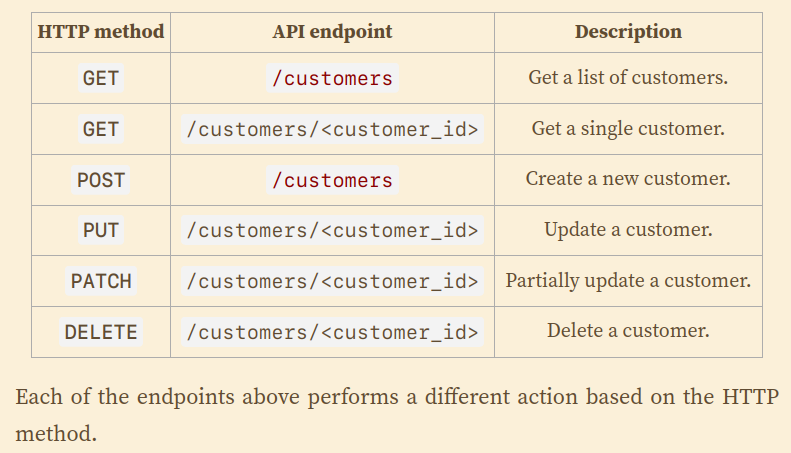 HTTP method API endpoint Description
GET /customers Get a list of customers.
GET /customers/<customer_id> Get a single customer.
POST /customers Create a new customer.
PUT /customers/<customer_id> Update a customer.
PATCH /customers/<customer_id> Partially update a customer.
DELETE /customers/<customer_id> Delete a customer.
Each of the endpoints above performs a different action based on the HTTP
method.